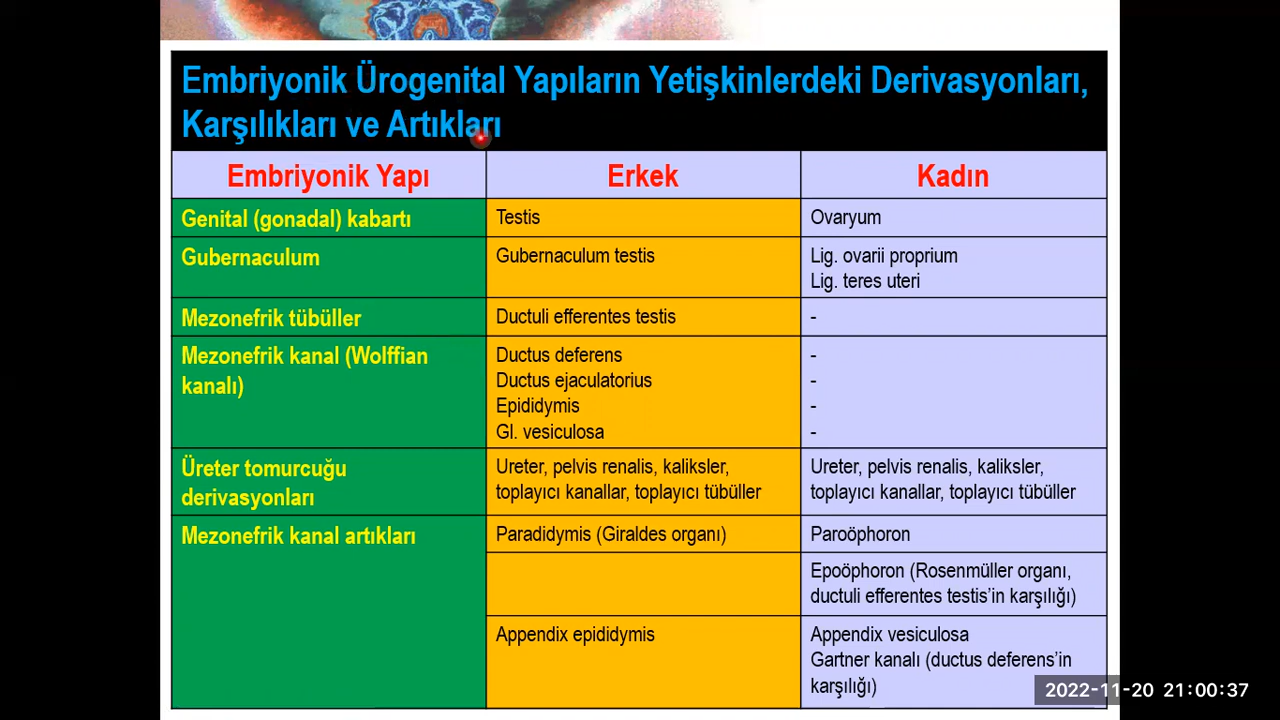 Embriyonik Ürogenital Yapıların Yetişkinlerdeki Derivasyonları,
Karşılıkları ve Artıkları
Embriyonik Yapı
Erkek
Kadın
Genital (gonadal) kabartı
Testis
Ovaryum
Gubernaculum
Gubernaculum testis
Lig. ovarii proprium
Lig. teres uteri
Mezonefrik tübüller
Ductuli efferentes testis
-
Mezonefrik kanal (Wolffian
kanalı)
Ductus deferens
Ductus ejaculatorius
Epididymis
Gl. vesiculosa
-
-
-
-
Üreter tomurcuğu
derivasyonları
Ureter, pelvis renalis, kaliksler,
toplayıcı kanallar, toplayıcı tübüller
Ureter, pelvis renalis, kaliksler,
toplayıcı kanallar, toplayıcı tübüller
Mezonefrik kanal artıkları
Paradidymis (Giraldes organı)
Paroöphoron
Epoöphoron (Rosenmüller organı,
ductuli efferentes testis’in karşılığı)
Appendix epididymis
Appendix vesiculosa
Gartner kanalı (ductus deferens’in
karşılığı)
2022-11-20 21:00:37